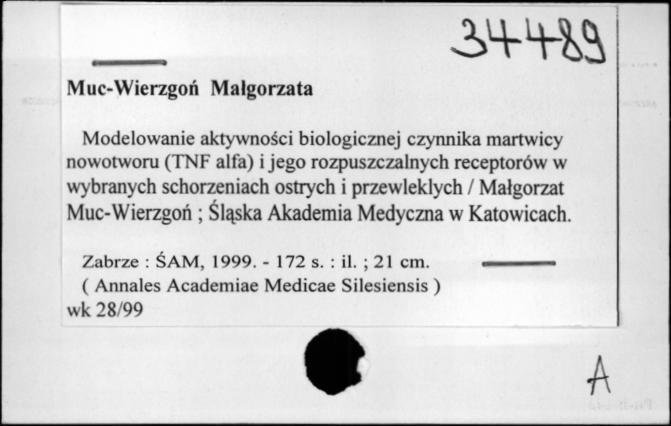 34489
Muc-Wierzgoń Małgorzata
Modelowanie aktywności biologicznej czynnika martwicy
nowotworu (TNF alfa) i jego rozpuszczalnych receptorów w
wybranych schorzeniach ostrych i przewleklych / Małgorzat
Muc-Wierzgoń ; Śląska Akademia Medyczna w Katowicach.
Zabrze : ŚAM, 1999. - 172 s. : il. ; 21 cm.
( Annales Academiae Medicae Silesiensis )
wk 28/99
A